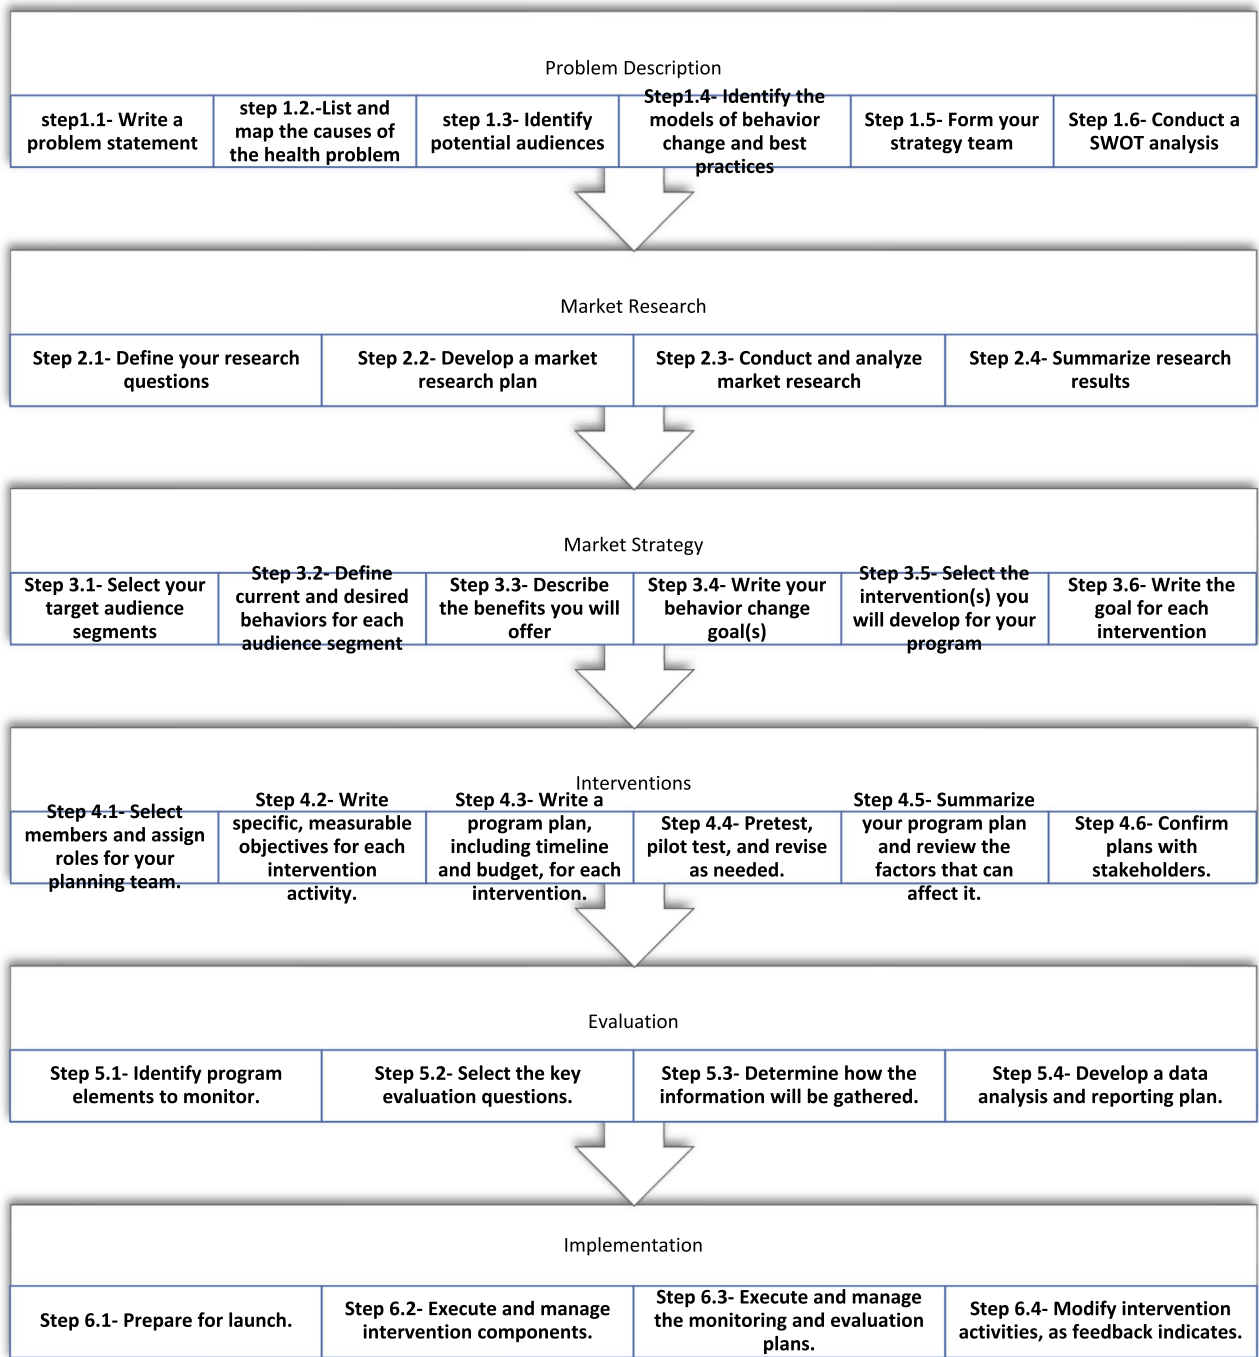 Problem Description
step1.1- Write a
problem statement
step 1.2.-List and
map the causes of
the health problem
step 1.3- Identify
potential audiences
Step1.4- Identify the
models of behavior
change and best
practices
Step 1.5- Form your
strategy team
Step 1.6- Conduct a
SWOT analysis
Market Research
Step 2.1- Define your research
questions
Step 2.2- Develop a market
research plan
Step 2.3- Conduct and analyze
market research
Step 2.4- Summarize research
results
Market Strategy
Step 3.1- Select your
target audience
segments
Step 3.2- Define
current and desired
behaviors for each
audience segment
Step 3.3- Describe
the benefits you will
offer
Step 3.4- Write your
behavior change
goal(s)
Step 3.5- Select the
intervention(s) you
will develop for your
program
Step 3.6- Write the
goal for each
intervention
Interventions
Step 4.1- Select
members and assign
roles for your
planning team.
Step 4.2- Write
specific, measurable
objectives for each
intervention
activity.
Step 4.3- Write a
program plan,
including timeline
and budget, for each
intervention.
Step 4.4- Pretest,
pilot test, and revise
as needed.
Step 4.5- Summarize
your program plan
and review the
factors that can
affect it.
Step 4.6- Confirm
plans with
stakeholders.
Evaluation
Step 5.1- Identify program
elements to monitor.
Step 5.2- Select the key
evaluation questions.
Step 5.3- Determine how the
information will be gathered.
Step 5.4- Develop a data
analysis and reporting plan.
Implementation
Step 6.1- Prepare for launch.
Step 6.2- Execute and manage
intervention components.
Step 6.3- Execute and manage
the monitoring and evaluation
plans.
Step 6.4- Modify intervention
activities, as feedback indicates.